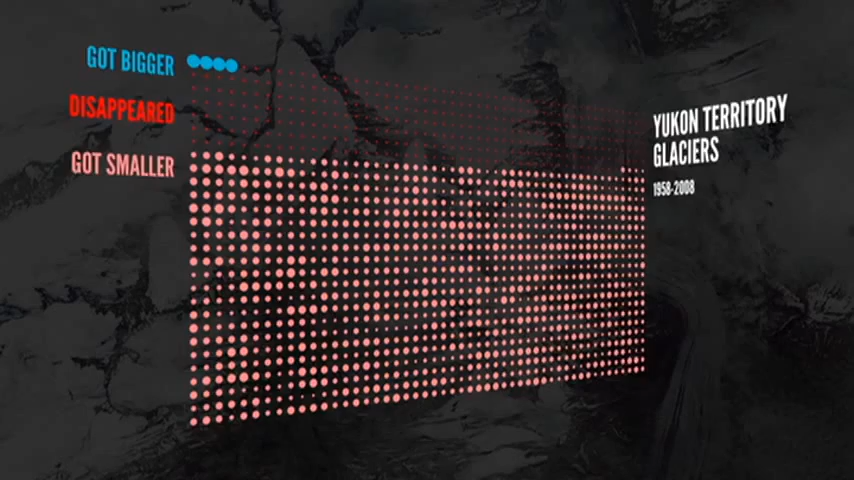 GOT BIGGER
DISAPPEARED
GOT SMALLER
YUKON TERRITORY
GLACIERS
1958-2008